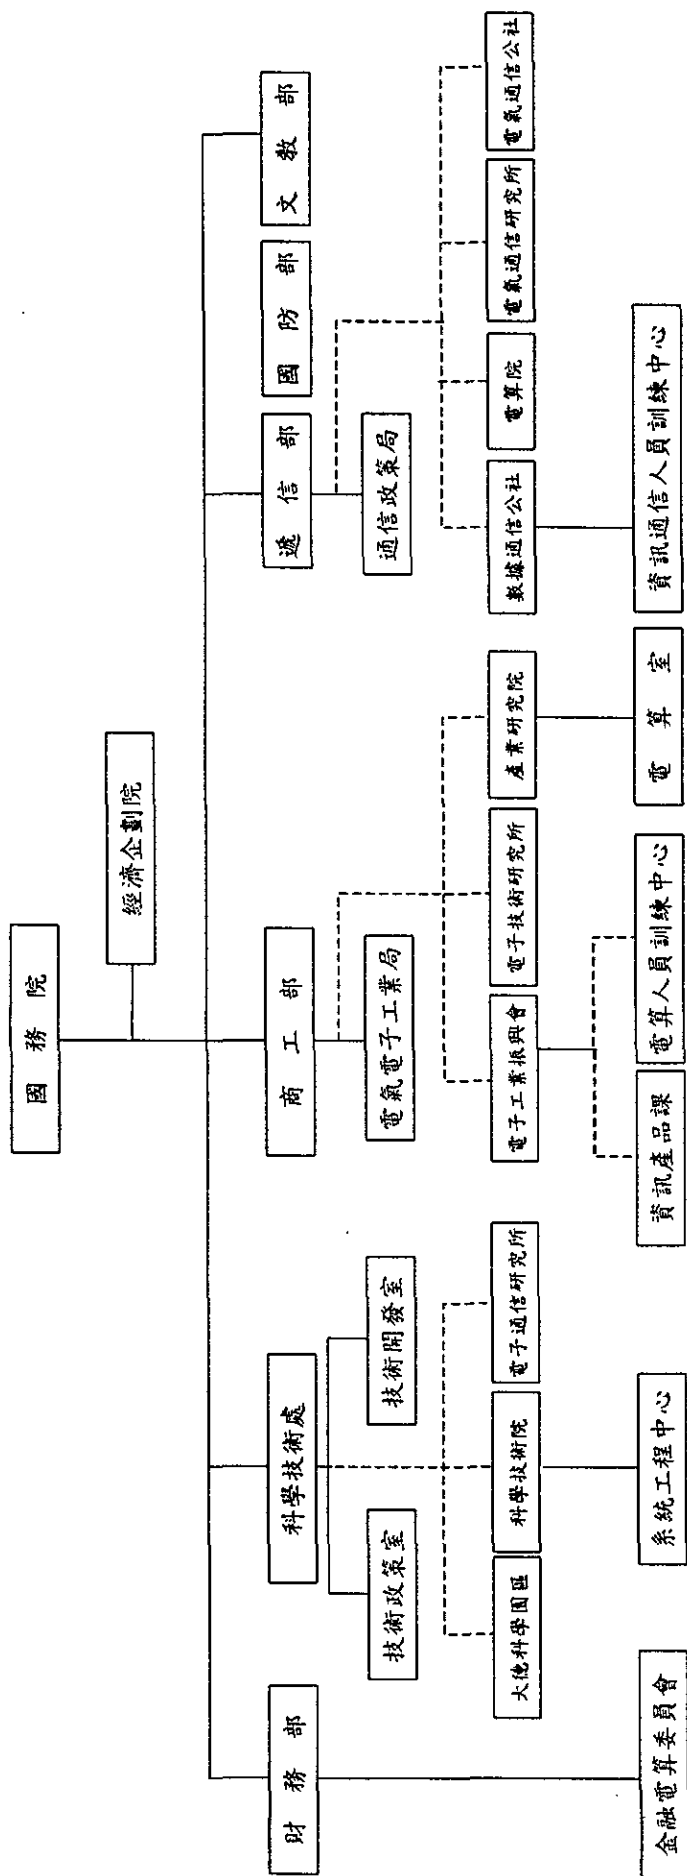 國務院
經濟企劃院
財務部
科學技術處
商工部
遞信部
國防部
文教部
技術政策室
技術開發室
電氣電子工業局
通信政策局
大德科學園區
科學技術院
電子通信研究所
電子工業振興會
電子技術研究所
產業研究院
數據通信公社
電算院
電氣通信研究所
電氣通信公社
金融電算委員會
系統工程中心
資訊產品課
電算人員訓練中心
電算室
資訊通信人員訓練中心